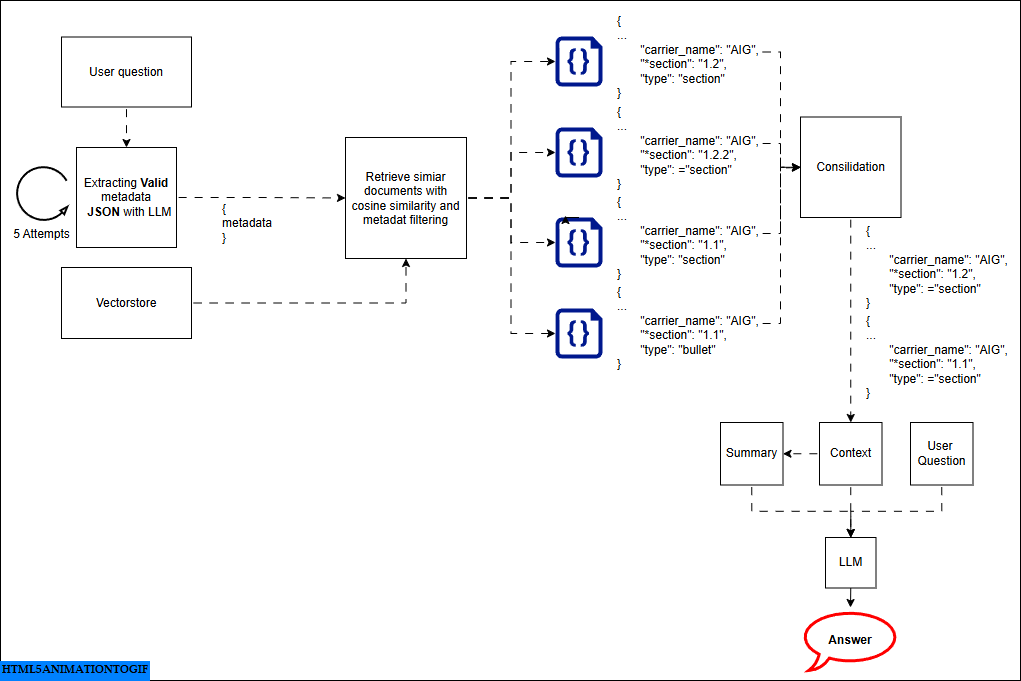 User question
Extracting Valid
metadata
JSON with LLM
5 Attempts
{
metadata
}
Vectorstore
Retrieve simiar
documents with
cosine similarity and
metadat filtering
{}
{
...
"carrier_name": "AIG",
"*section": "1.2",
"type": "section"
}
{}
{
...
"carrier_name": "AIG",
"*section": "1.2.2",
"type": ="section"
}
{}
{
...
"carrier_name": "AIG",
"*section": "1.1",
"type": "section"
}
{}
{
...
"carrier_name": "AIG",
"*section": "1.1",
"type": "bullet"
}
Consilidation
{
...
"carrier_name": "AIG",
"*section": "1.2",
"type": ="section"
}
{
...
"carrier_name": "AIG",
"*section": "1.1",
"type": ="section"
}
Summary
Context
User
Question
LLM
Answer
HTML5ANIMATIONTOGIF